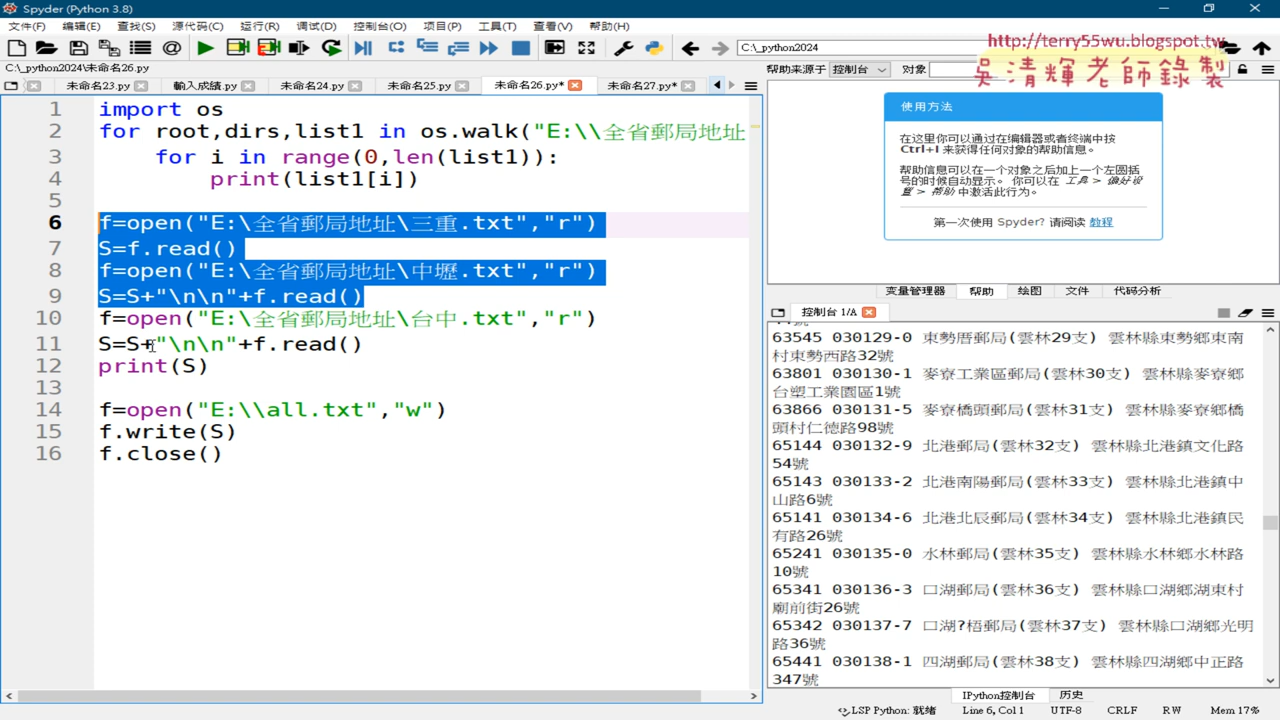 Spyder (Python 3.8)
文件(F) 编辑(E) 查找(S) 源代码(C) 运行(R) 调试(D) 控制台(O) 项目(P) 工具(T) 查看(V) 帮助(H)
C:\_python2024
http://terry55wu.blogspot.tw
吳清輝老師錄製
C:\_python2024\未命名26.py
帮助来源于 控制台 对象
未命名23.py 輸入成績.py 未命名24.py 未命名25.py 未命名26.py* 未命名27.py*
1 import os
2 for root,dirs,list1 in os.walk("E:\\全省郵局地址
3 for i in range(0,len(list1)):
4 print(list1[i])
5
6 f=open("E:\全省郵局地址\三重.txt","r")
7 S=f.read()
8 f=open("E:\全省郵局地址\中壢.txt","r")
9 S=S+"\n\n"+f.read()
10 f=open("E:\全省郵局地址\台中.txt","r")
11 S=S+"\n\n"+f.read()
12 print(S)
13
14 f=open("E:\\all.txt","w")
15 f.write(S)
16 f.close()
使用方法
在这里你可以通过在编辑器或者终端中按
Ctrl+I 来获得任何对象的帮助信息。
帮助信息可以在一个对象之后加上一个左圆括
号的时候自动显示。 你可以在 工具 > 偏好设
置 > 帮助 中激活此行为。
第一次使用 Spyder? 请阅读 教程
变量管理器 帮助 绘图 文件 代码分析
控制台 1/A
63545 030129-0 東勢厝郵局(雲林29支) 雲林縣東勢鄉東南
村東勢西路32號
63801 030130-1 麥寮工業區郵局(雲林30支) 雲林縣麥寮鄉
台塑工業園區1號
63866 030131-5 麥寮橋頭郵局(雲林31支) 雲林縣麥寮鄉橋
頭村仁德路98號
65144 030132-9 北港郵局(雲林32支) 雲林縣北港鎮文化路
54號
65143 030133-2 北港南陽郵局(雲林33支) 雲林縣北港鎮中
山路6號
65141 030134-6 北港北辰郵局(雲林34支) 雲林縣北港鎮民
有路26號
65241 030135-0 水林郵局(雲林35支) 雲林縣水林鄉水林路
10號
65341 030136-3 口湖郵局(雲林36支) 雲林縣口湖鄉湖東村
廟前街26號
65342 030137-7 口湖?梧郵局(雲林37支) 雲林縣口湖鄉光明
路36號
65441 030138-1 四湖郵局(雲林38支) 雲林縣四湖鄉中正路
347號
IPython控制台 历史
LSP Python: 就绪 Line 6, Col 1 UTF-8 CRLF RW Mem 17%